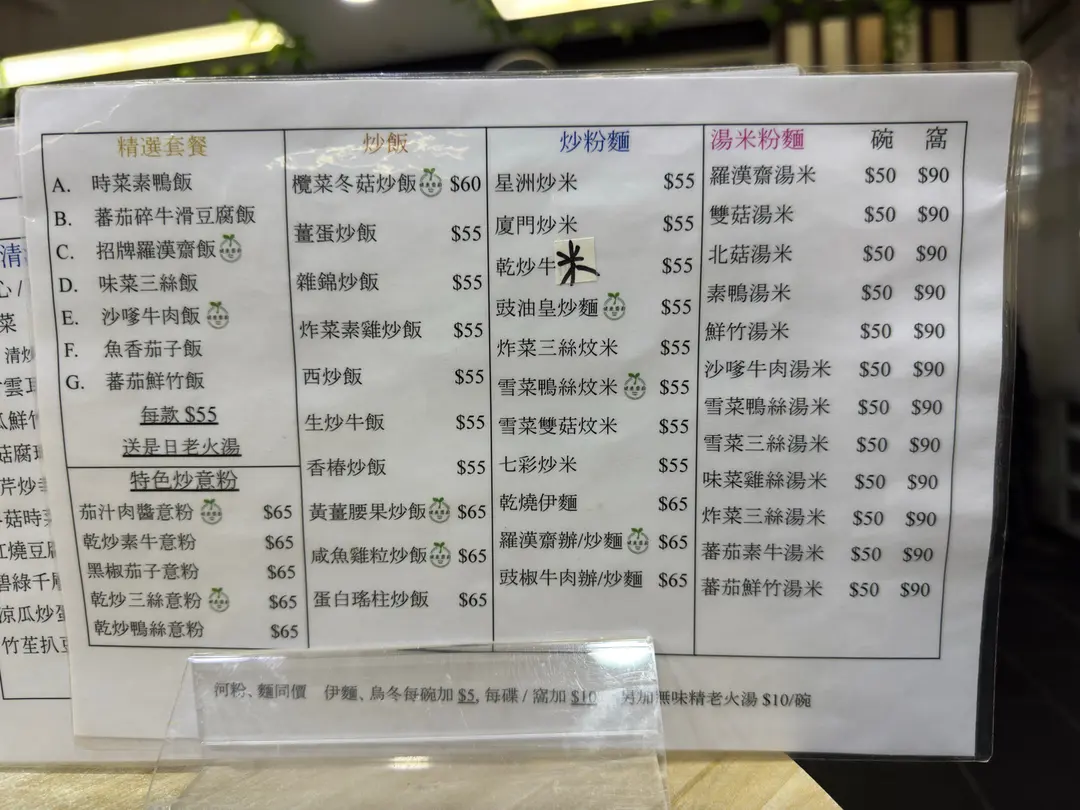 精選套餐
A. 時菜素鴨飯
B. 蕃茄碎牛滑豆腐飯
C. 招牌羅漢齋飯
D. 味菜三絲飯
E. 沙嗲牛肉飯
F. 魚香茄子飯
G. 蕃茄鮮竹飯
每款 $55
送是日老火湯
特色炒意粉
茄汁肉醬意粉 $65
乾炒素牛意粉 $65
黑椒茄子意粉 $65
乾炒三絲意粉 $65
乾炒鴨絲意粉 $65
炒飯
欖菜冬菇炒飯 $60
薑蛋炒飯 $55
雜錦炒飯 $55
炸菜素雞炒飯 $55
西炒飯 $55
生炒牛飯 $55
香椿炒飯 $55
黃薑腰果炒飯 $65
咸魚雞粒炒飯 $65
蛋白瑤柱炒飯 $65
炒粉麵
星洲炒米 $55
廈門炒米 $55
乾炒牛米 $55
豉油皇炒麵 $55
炸菜三絲炆米 $55
雪菜鴨絲炆米 $55
雪菜雙菇炆米 $55
七彩炒米 $55
乾燒伊麵 $65
羅漢齋辦/炒麵 $65
豉椒牛肉辦/炒麵 $65
湯米粉麵 碗 窩
羅漢齋湯米 $50 $90
雙菇湯米 $50 $90
北菇湯米 $50 $90
素鴨湯米 $50 $90
鮮竹湯米 $50 $90
沙嗲牛肉湯米 $50 $90
雪菜鴨絲湯米 $50 $90
雪菜三絲湯米 $50 $90
味菜雞絲湯米 $50 $90
炸菜三絲湯米 $50 $90
蕃茄素牛湯米 $50 $90
蕃茄鮮竹湯米 $50 $90
河粉、麵同價 伊麵、烏冬每碗加 $5, 每碟 / 窩加 $10 另加無味精老火湯 $10/碗